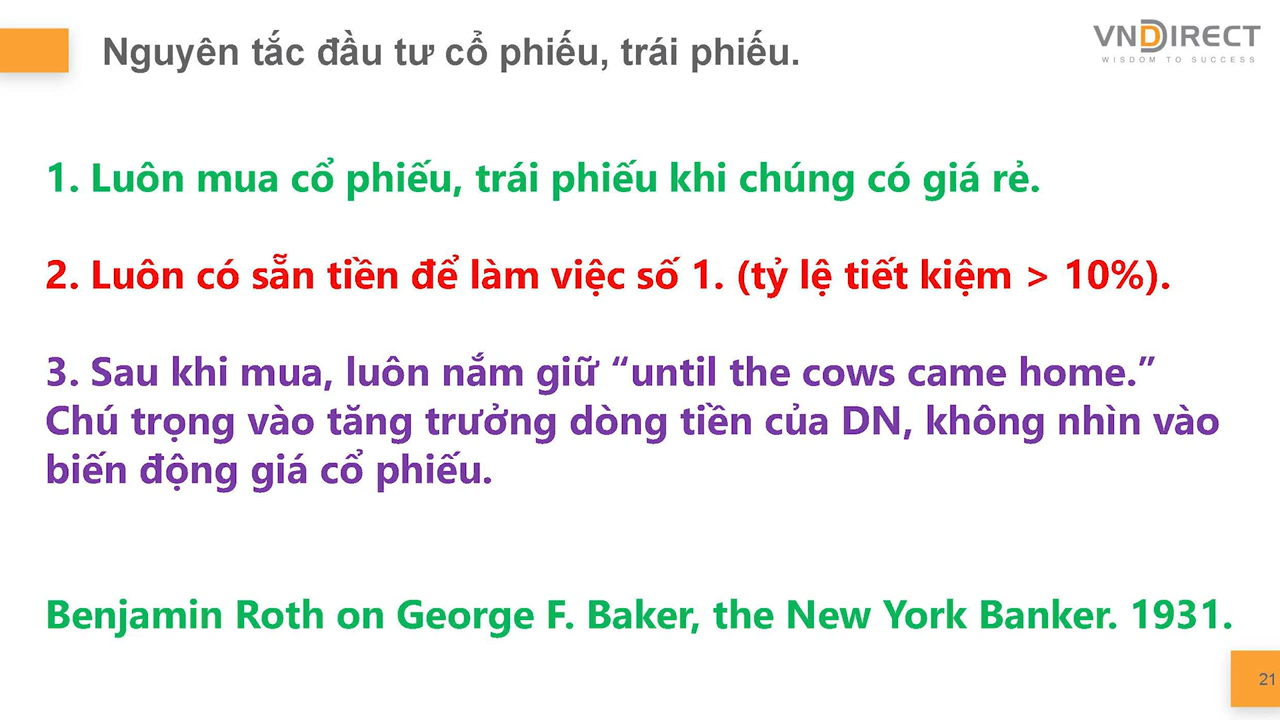 Nguyên tắc đầu tư cổ phiếu, trái phiếu.
VNDIRECT
WISDOM TO SUCCESS
1. Luôn mua cổ phiếu, trái phiếu khi chúng có giá rẻ.
2. Luôn có sẵn tiền để làm việc số 1. (tỷ lệ tiết kiệm > 10%).
3. Sau khi mua, luôn nắm giữ “until the cows came home.”
Chú trọng vào tăng trưởng dòng tiền của DN, không nhìn vào
biến động giá cổ phiếu.
Benjamin Roth on George F. Baker, the New York Banker. 1931.
21